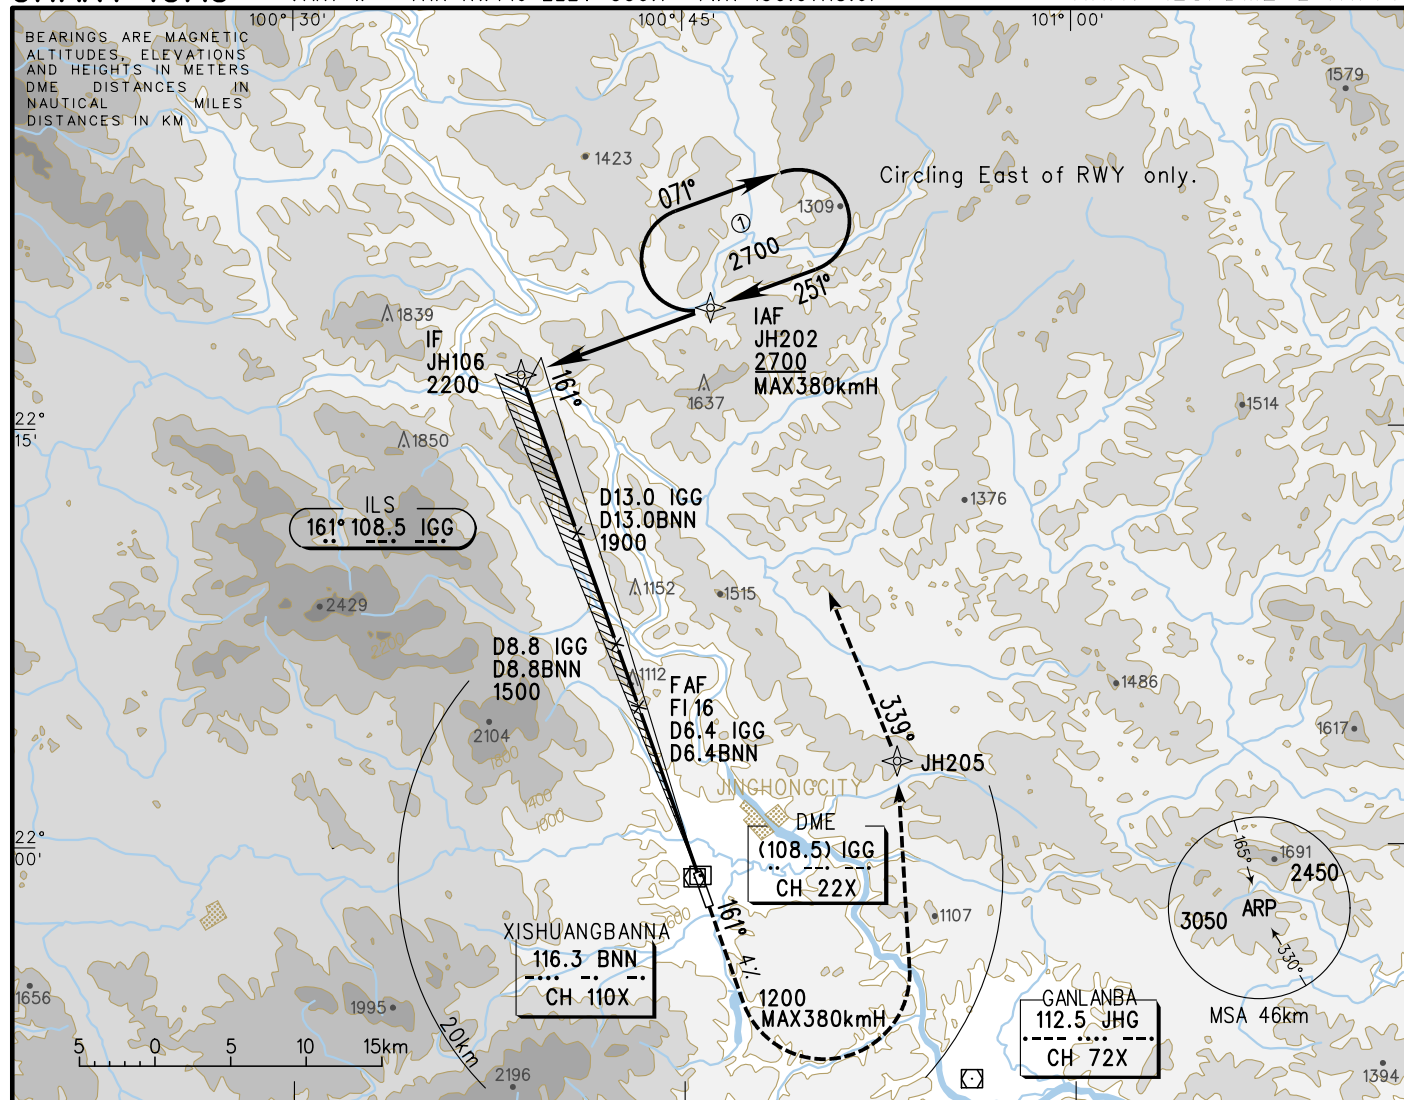 100°30'
100°45'
101°00'
BEARINGS ARE MAGNETIC
ALTITUDES, ELEVATIONS
AND HEIGHTS IN METERS
DME DISTANCES IN
NAUTICAL MILES
DISTANCES IN KM
1579
1423
Circling East of RWY only.
071°
1309
1
2700
251°
1839
IAF
JH202
2700
MAX380kmH
IF
JH106
2200
161°
1637
1514
22°
15'
1850
ILS
161° 108.5 IGG
D13.0 IGG
D13.0BNN
1900
1376
1152
1515
2429
D8.8 IGG
D8.8BNN
1500
1112
FAF
FI16
D6.4 IGG
D6.4BNN
1486
339°
1617
2104
1800
JH205
JINGHONGCITY
1400
1000
DME
(108.5) IGG
CH 22X
22°
00'
165°
1691
2450
3050
ARP
330°
MSA 46km
600
161°
1107
XISHUANGBANNA
116.3 BNN
CH 110X
4%
1200
MAX380kmH
GANLANBA
112.5 JHG
CH 72X
1656
1995
20km
5 0 5 10 15km
2196
1394